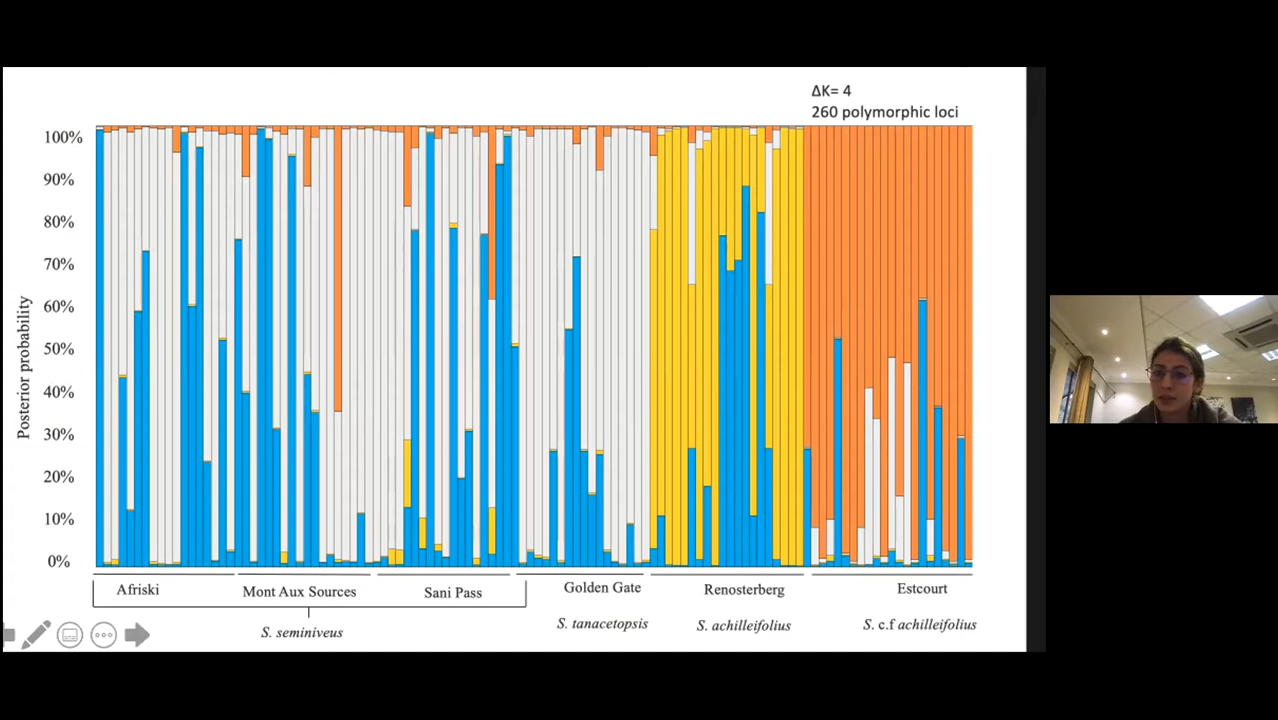 ΔK= 4
260 polymorphic loci
100%
90%
80%
70%
60%
50%
40%
30%
20%
10%
0%
Posterior probability
Afriski
Mont Aux Sources
Sani Pass
Golden Gate
Renosterberg
Estcourt
S. seminiveus
S. tanacetopsis
S. achilleifolius
S. c.f achilleifolius